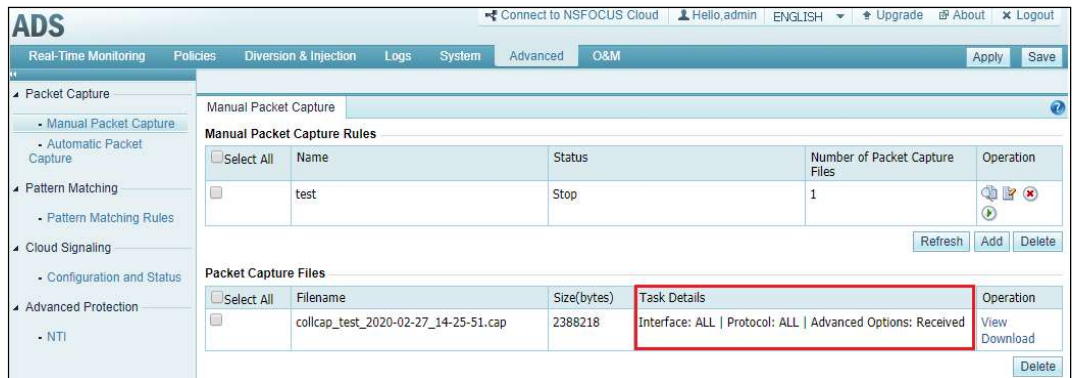 ADS
Connect to NSFOCUS Cloud Hello,admin ENGLISH Upgrade About Logout
Real-Time Monitoring Policies Diversion & Injection Logs System Advanced O&M Apply Save
Packet Capture
- Manual Packet Capture
- Automatic Packet
Capture
Pattern Matching
- Pattern Matching Rules
Cloud Signaling
- Configuration and Status
Advanced Protection
- NTI
Manual Packet Capture ?
Manual Packet Capture Rules
Select All Name Status Number of Packet Capture
Files Operation
test Stop 1
Refresh Add Delete
Packet Capture Files
Select All Filename Size(bytes) Task Details Operation
collcap_test_2020-02-27_14-25-51.cap 2388218 Interface: ALL | Protocol: ALL | Advanced Options: Received View
Download
Delete